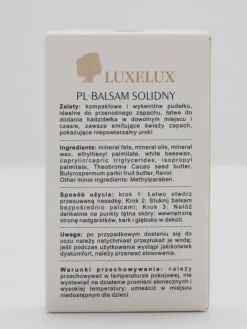 LUXELUX
PL-BALSAM SOLIDNY
Zalety: kompaktowe i wykwintne pudełko,
idealne do przenośnego zapachu, łatwe do
dodania kadzidełka w dowolnym miejscu i
czasie, zawsze emitujące świeży zapach,
pokazujące niepowtarzalny urok!
Ingredients: mineral fats, mineral oils, mineral
wax, ethylhexyl palmitate, white beeswax,
caprylic/capric triglycerides, isopropyl
palmitate, Theobroma Cacao seed butter,
Butyrospermum parkii fruit butter, flavor.
Other minor Ingredients: Methylparaben.
Sposób użycia: krok 1: Łatwo otwórz
przesuwaną nasadkę; Krok 2: Stuknij balsam
bezpośrednio palcami; Krok 3: Nałóż
delikatnie na punkty tętna skóry: wewnętrzną
stronę nadgarstków, kark i głęboko w dekolt.
Uwaga: po przypadkowym dostaniu się do
oczu należy natychmiast przepłukać je wodą;
jeśli podczas wystąpi jakikolwiek
dyskomfort, należy przestać stosować.
Warunki przechowywania: należy
przechowywać w temperaturze pokojowej, nie
wystawiać na działanie promieni słonecznych i
wysokiej temperatury; umieścić w miejscu
niedostępnym dla dzieci.